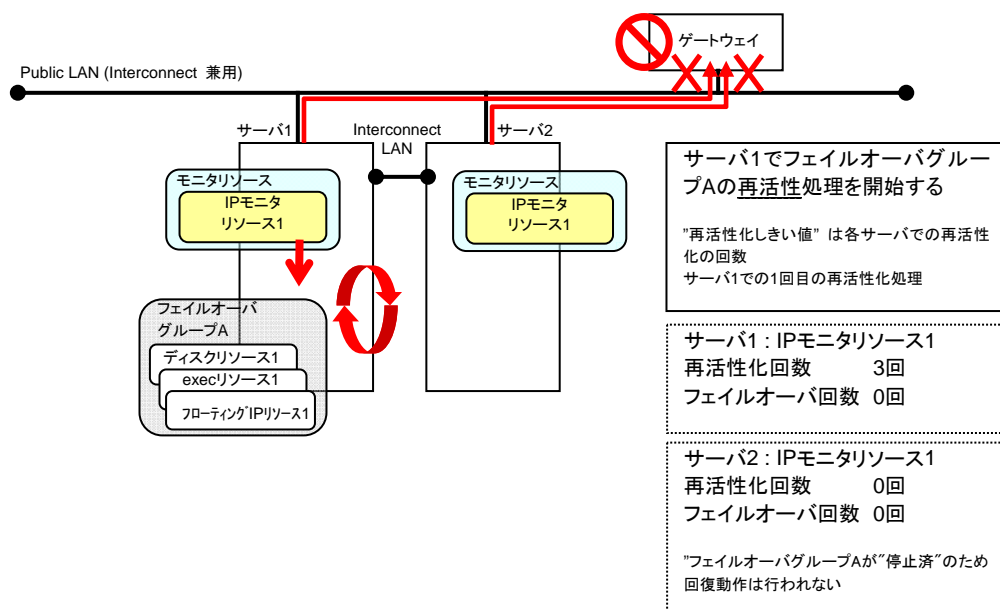 ゲートウェイ
Public LAN (Interconnect 兼用)
サーバ1
Interconnect
LAN
サーバ2
モニタリソース
IPモニタ
リソース1
モニタリソース
IPモニタ
リソース1
フェイルオーバ
グループA
ディスクリソース1
execリソース1
フローティングIPリソース1
サーバ1でフェイルオーバグルー
プAの再活性処理を開始する
"再活性化しきい値" は各サーバでの再活性
化の回数
サーバ1での1回目の再活性化処理
サーバ1 : IPモニタリソース1
再活性化回数 3回
フェイルオーバ回数 0回
サーバ2 : IPモニタリソース1
再活性化回数 0回
フェイルオーバ回数 0回
"フェイルオーバグループAが"停止済"のため
回復動作は行われない